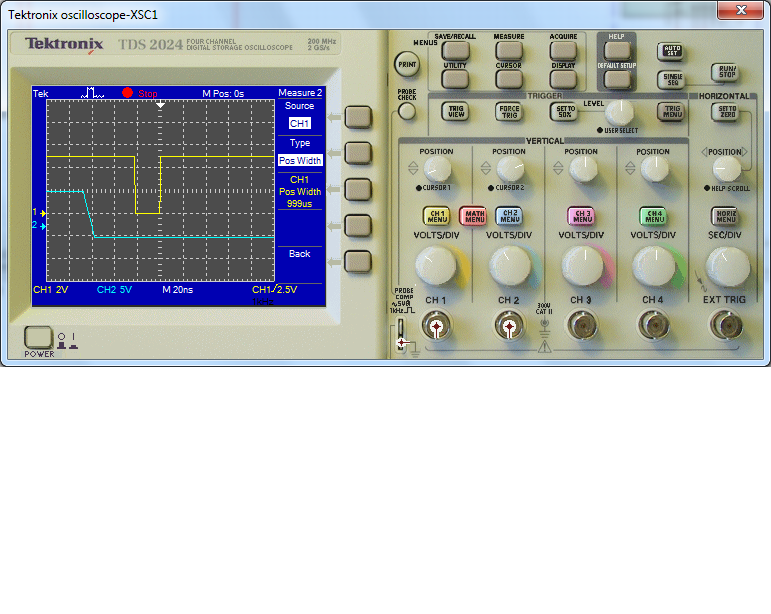 Tektronix oscilloscope-XSC1
Tektronix TDS 2024 FOUR CHANNEL DIGITAL STORAGE OSCILLOSCOPE 200 MHz 2 GS/s
MENUS
SAVE/RECALL MEASURE ACQUIRE
HELP
AUTO SET
PRINT
UTILITY CURSOR DISPLAY
DEFAULT SETUP
SINGLE SEQ
RUN/STOP
PROBE CHECK
TRIGGER
HORIZONTAL
TRIG VIEW
FORCE TRIG
SET TO 50%
LEVEL
USER SELECT
TRIG MENU
SET TO ZERO
VERTICAL
POSITION POSITION POSITION POSITION POSITION
CURSOR 1
CURSOR 2
HELP SCROLL
CH 1 MENU
MATH MENU
CH 2 MENU
CH 3 MENU
CH 4 MENU
HORIZ MENU
VOLTS/DIV VOLTS/DIV VOLTS/DIV VOLTS/DIV SEC/DIV
PROBE COMP
~5V
1kHz
CH 1 CH 2
300V CAT II
CH 3 CH 4 EXT TRIG
Tek Stop M Pos: 0s Measure 2
Source
CH1
Type
Pos Width
CH1
Pos Width
999us
1
2
Back
CH1 2V CH2 5V M 20ns CH1 / 2.5V
POWER
O I